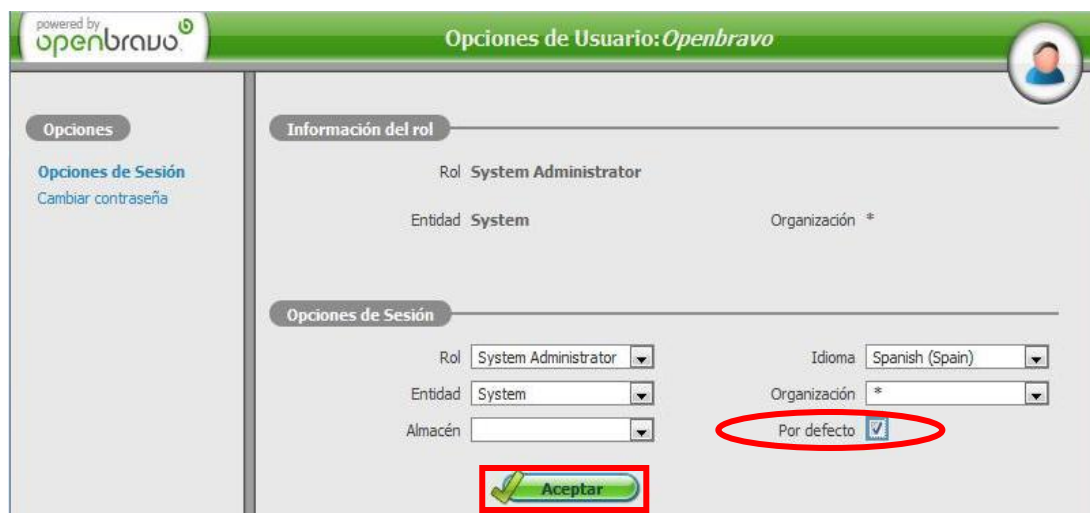 powered by
openbravo
Opciones de Usuario: Openbravo
Opciones
Opciones de Sesión
Cambiar contraseña
Información del rol
Rol System Administrator
Entidad System Organización *
Opciones de Sesión
Rol System Administrator Idioma Spanish (Spain)
Entidad System Organización *
Almacén Por defecto
Aceptar